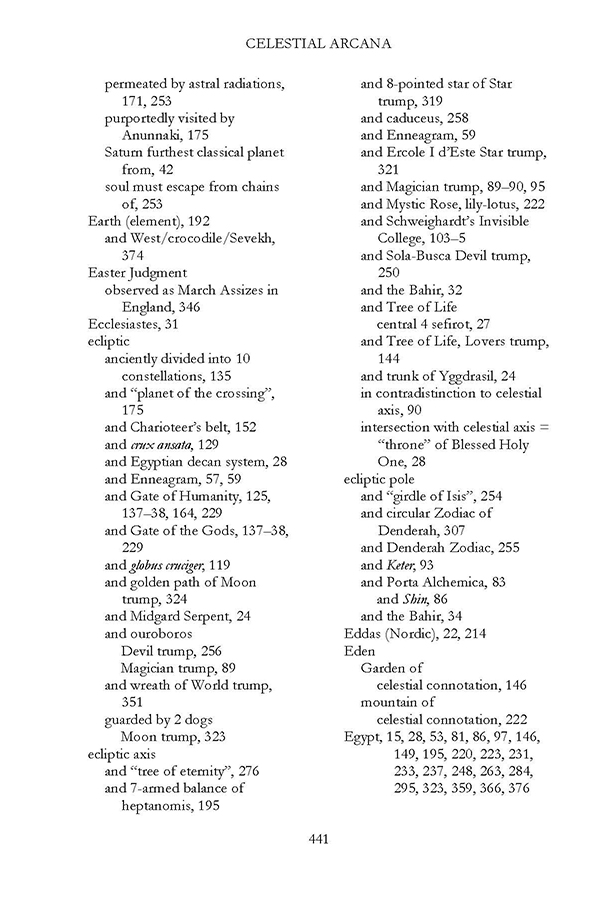 CELESTIAL ARCANA
permeated by astral radiations,
171, 253
purportedly visited by
Anunnaki, 175
Saturn furthest classical planet
from, 42
soul must escape from chains
of, 253
Earth (element), 192
and West/crocodile/Sevekh,
374
Easter Judgment
observed as March Assizes in
England, 346
Ecclesiastes, 31
ecliptic
anciently divided into 10
constellations, 135
and “planet of the crossing”,
175
and Charioteer’s belt, 152
and crux ansata, 129
and Egyptian decan system, 28
and Enneagram, 57, 59
and Gate of Humanity, 125,
137–38, 164, 229
and Gate of the Gods, 137–38,
229
and globus cruciger, 119
and golden path of Moon
trump, 324
and Midgard Serpent, 24
and ouroboros
Devil trump, 256
Magician trump, 89
and wreath of World trump,
351
guarded by 2 dogs
Moon trump, 323
ecliptic axis
and “tree of eternity”, 276
and 7-armed balance of
heptanomis, 195
and 8-pointed star of Star
trump, 319
and caduceus, 258
and Enneagram, 59
and Ercole I d’Este Star trump,
321
and Magician trump, 89–90, 95
and Mystic Rose, lily-lotus, 222
and Schweighardt’s Invisible
College, 103–5
and Sola-Busca Devil trump,
250
and the Bahir, 32
and Tree of Life
central 4 sefirot, 27
and Tree of Life, Lovers trump,
144
and trunk of Yggdrasil, 24
in contradistinction to celestial
axis, 90
intersection with celestial axis =
“throne” of Blessed Holy
One, 28
ecliptic pole
and “girdle of Isis”, 254
and circular Zodiac of
Denderah, 307
and Denderah Zodiac, 255
and Keter, 93
and Porta Alchemica, 83
and Shin, 86
and the Bahir, 34
Eddas (Nordic), 22, 214
Eden
Garden of
celestial connotation, 146
mountain of
celestial connotation, 222
Egypt, 15, 28, 53, 81, 86, 97, 146,
149, 195, 220, 223, 231,
233, 237, 248, 263, 284,
295, 323, 359, 366, 376
441